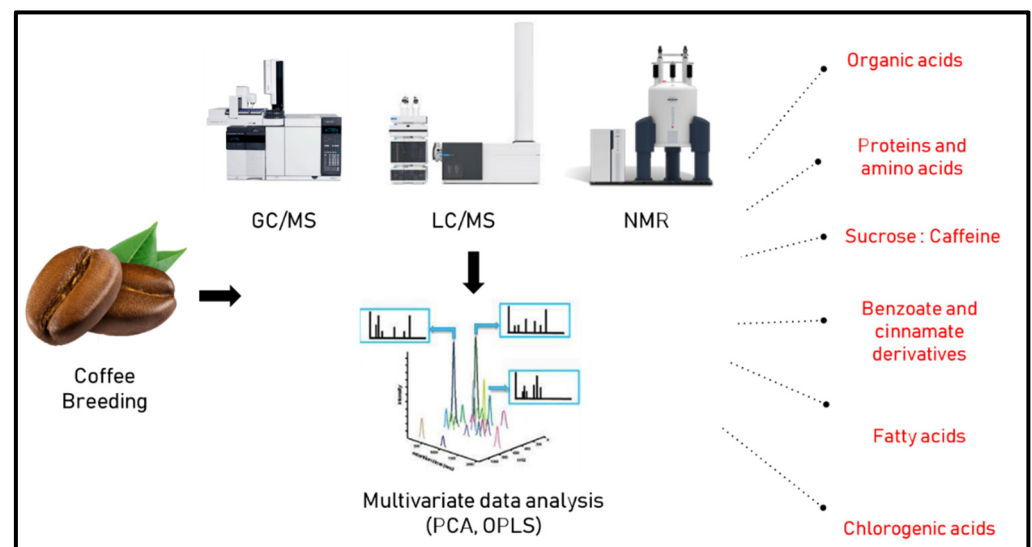 GC/MS
LC/MS
NMR
Coffee
Breeding
Intensity
Multivariate data analysis
(PCA, OPLS)
Organic acids
Proteins and
amino acids
Sucrose : Caffeine
Benzoate and
cinnamate
derivatives
Fatty acids
Chlorogenic acids